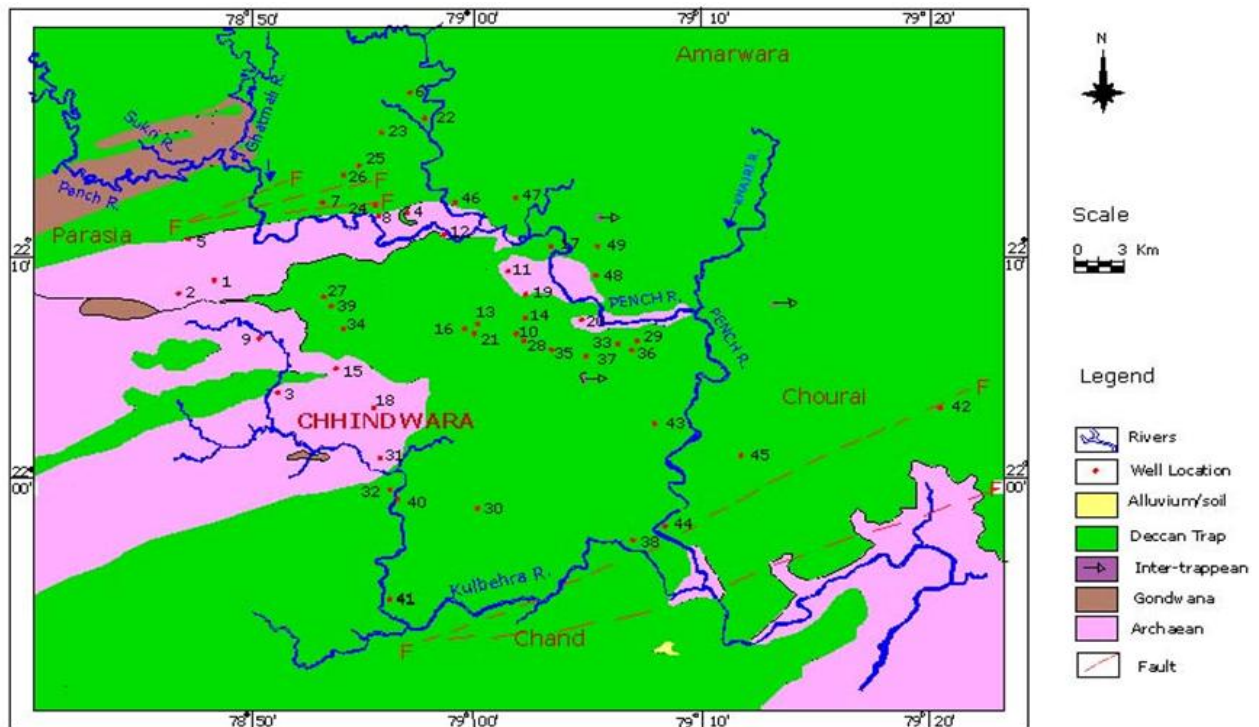 78° 50' 79° 00' 79° 10' 79° 20'
Amarwara
N
6
22
23
Sukri R.
Ghatmali R.
25
26
Pench R.
F F
7 24 8 4 46 47
F F
KHAIRI R.
Parasia
5 12 17 49
22° 10' 22° 10'
11 48
1
2 19 PENCH R.
27
39
34 16 13 14 20
21 10 28 33 29
9 35 37 36
PENCH R.
15
3 18
Chourai
F
42
CHHINDWARA
43
31 45
22° 00' 22° 00'
32 40 30 F
44
38
Kulbehra R.
41
F Chand
78° 50' 79° 00' 79° 10' 79° 20'
Scale
0 3 Km
Legend
Rivers
Well Location
Alluvium/soil
Deccan Trap
Inter-trappean
Gondwana
Archaean
Fault